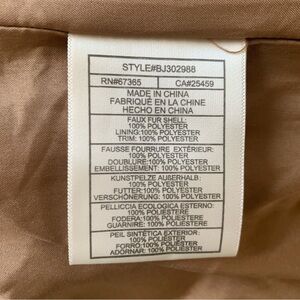 STYLE#BJ302988
RN#67365 CA#25459
MADE IN CHINA
FABRIQUÉ EN LA CHINE
HECHO EN CHINA
FAUX FUR SHELL:
100% POLYESTER
LINING:100% POLYESTER
TRIM:100% POLYESTER
FAUSSE FOURRURE EXTÉRIEUR:
100% POLYESTER
DOUBLURE:100% POLYESTER
EMBELLISSEMENT:100% POLYESTER
KUNSTPELZE AUßERHALB:
100% POLYESTER
FUTTER:100% POLYESTER
VERSCHÖNERUNG:100% POLYESTER
PELLICCIA ECOLOGICA ESTERNO:
100% POLIESTERE
FODERA:100% POLIESTERE
GUARNIRE:100% POLIESTERE
PEIL SINTÉTICA EXTERIOR:
100% POLIÉSTER
FORRO:100% POLIÉSTER
ADORNAR:100% POLIÉSTER